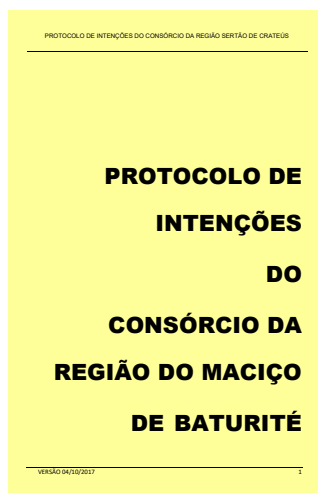 PROTOCOLO DE INTENÇÕES DO CONSÓRCIO DA REGIÃO SERTÃO DE CRATEÚS
PROTOCOLO DE
INTENÇÕES
DO
CONSÓRCIO DA
REGIÃO DO MACIÇO
DE BATURITÉ
VERSÃO 04/10/2017 1